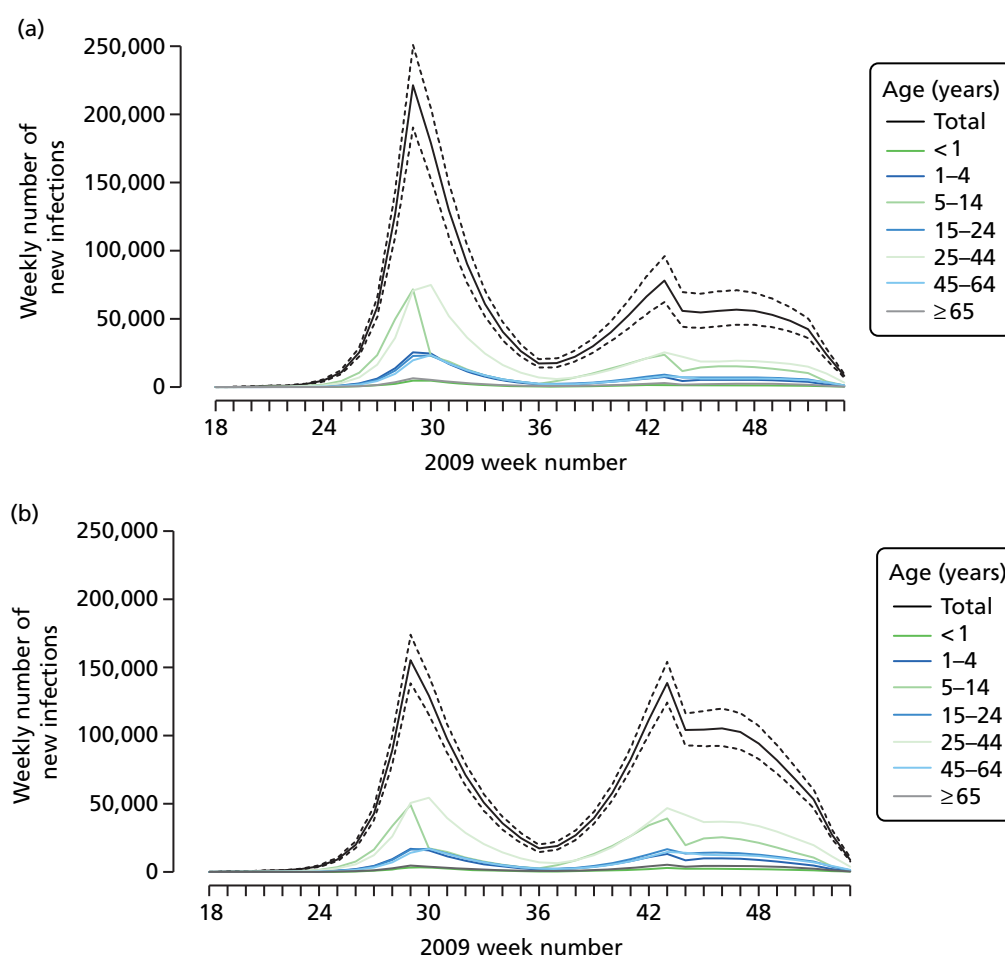 (a)
250,000
200,000
150,000
100,000
50,000
0
Weekly number of
new infections
18 24 30 36 42 48
2009 week number
Age (years)
Total
<1
1–4
5–14
15–24
25–44
45–64
≥65
(b)
250,000
200,000
150,000
100,000
50,000
0
Weekly number of
new infections
18 24 30 36 42 48
2009 week number
Age (years)
Total
<1
1–4
5–14
15–24
25–44
45–64
≥65